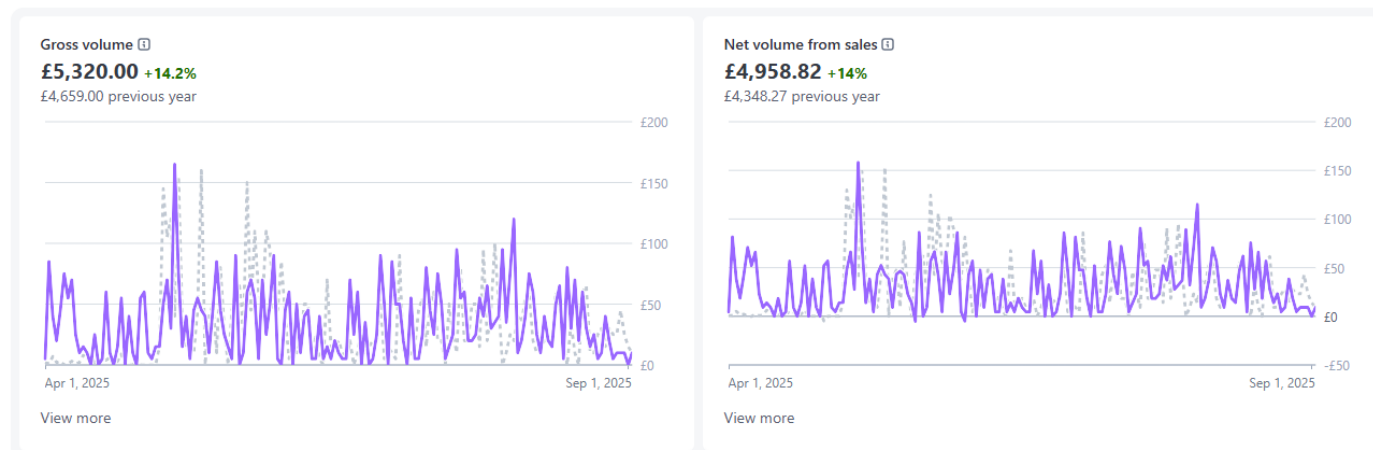 Gross volume
£5,320.00 +14.2%
£4,659.00 previous year
£200
£150
£100
£50
£0
Apr 1, 2025 Sep 1, 2025
View more
Net volume from sales
£4,958.82 +14%
£4,348.27 previous year
£200
£150
£100
£50
£0
-£50
Apr 1, 2025 Sep 1, 2025
View more